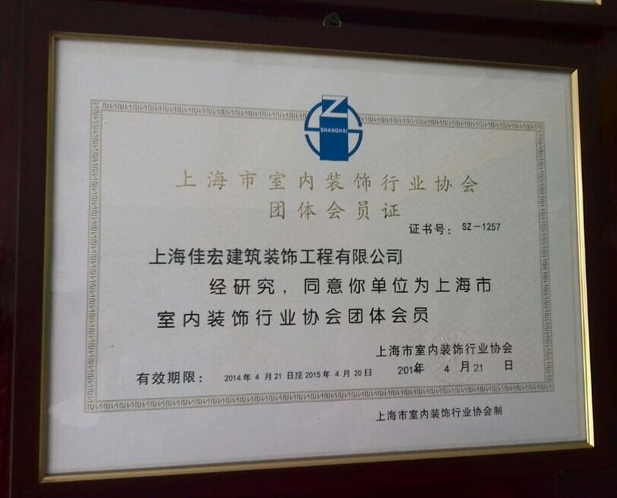 Z
SHANGHAI
上海市室内装饰行业协会
团体会员证
证书号： SZ-1257
上海佳宏建筑装饰工程有限公司
经研究，同意你单位为上海市
室内装饰行业协会团体会员
上海市室内装饰行业协会
有效期限： 2014年 4月21日至2015年 4月20日 2014年 4月21日
上海市室内装饰行业协会制